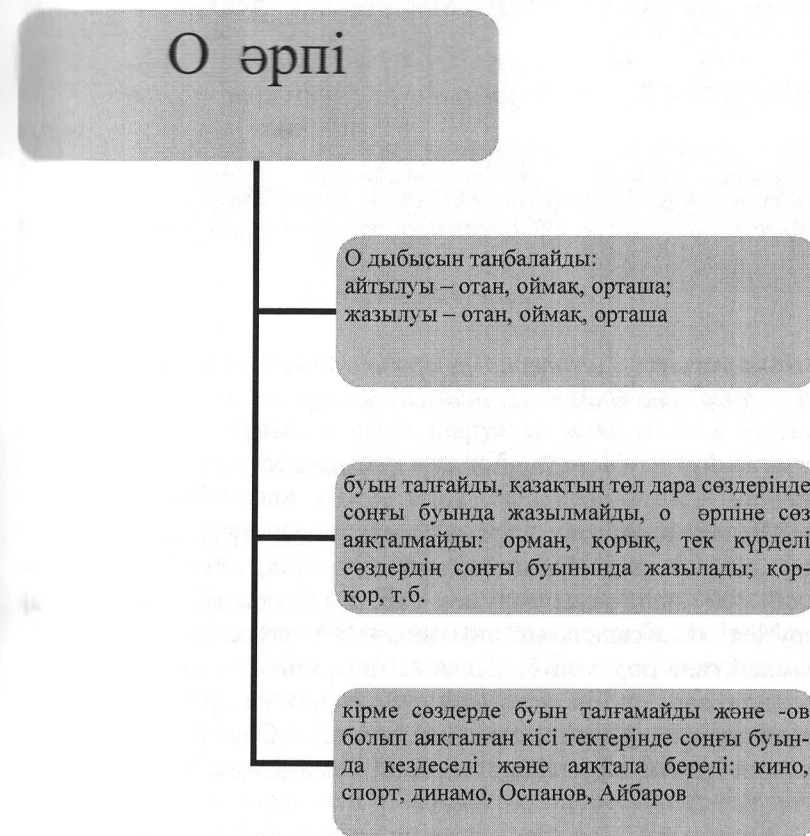 О әрпі
О дыбысын таңбалайды:
айтылуы – отан, оймақ, орташа;
жазылуы – отан, оймақ, орташа
буын талғайды, қазақтың төл дара сөздерінде
соңғы буында жазылмайды, о әрпіне сөз
аяқталмайды: орман, қорық, тек күрделі
сөздердің соңғы буынында жазылады; қор-
қор, т.б.
кірме сөздерде буын талғамайды және -ов
болып аяқталған кісі тектерінде соңғы буын-
да кездеседі және аяқтала береді: кино,
спорт, динамо, Оспанов, Айбаров